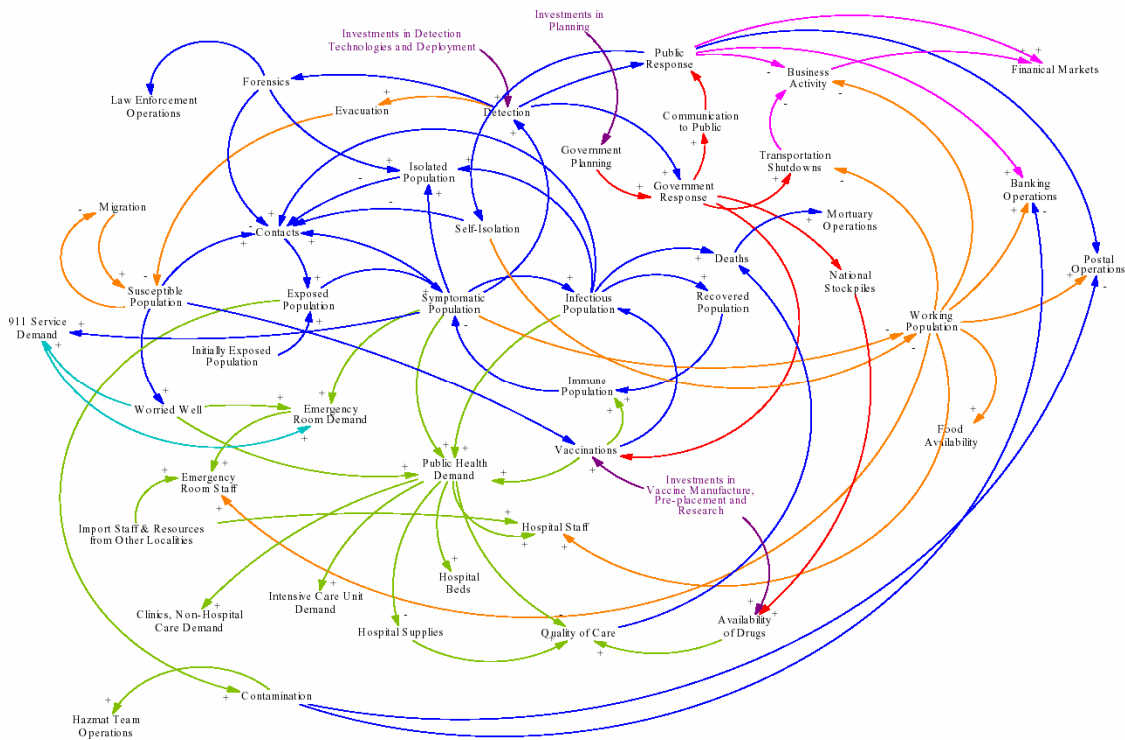 Investments in
Planning
Investments in Detection
Technologies and Deployment
Public
Response
Business
Activity
Finanical Markets
Forensics
Law Enforcement
Operations
Evacuation
Detection
Communication
to Public
Government
Planning
Transportation
Shutdowns
Isolated
Population
Government
Response
Banking
Operations
Migration
Contacts
Self-Isolation
Mortuary
Operations
Deaths
Postal
Operations
National
Stockpiles
Susceptible
Population
Exposed
Population
Symptomatic
Population
Infectious
Population
Recovered
Population
911 Service
Demand
Working
Population
Initially Exposed
Population
Immune
Population
Worried Well
Emergency
Room Demand
Food
Availability
Vaccinations
Public Health
Demand
Emergency
Room Staff
Investments in
Vaccine Manufacture,
Pre-placement and
Research
Import Staff & Resources
from Other Localities
Hospital Staff
Hospital
Beds
Intensive Care Unit
Demand
Clinics, Non-Hospital
Care Demand
Hospital Supplies
Quality of Care
Availability
of Drugs
Contamination
Hazmat Team
Operations